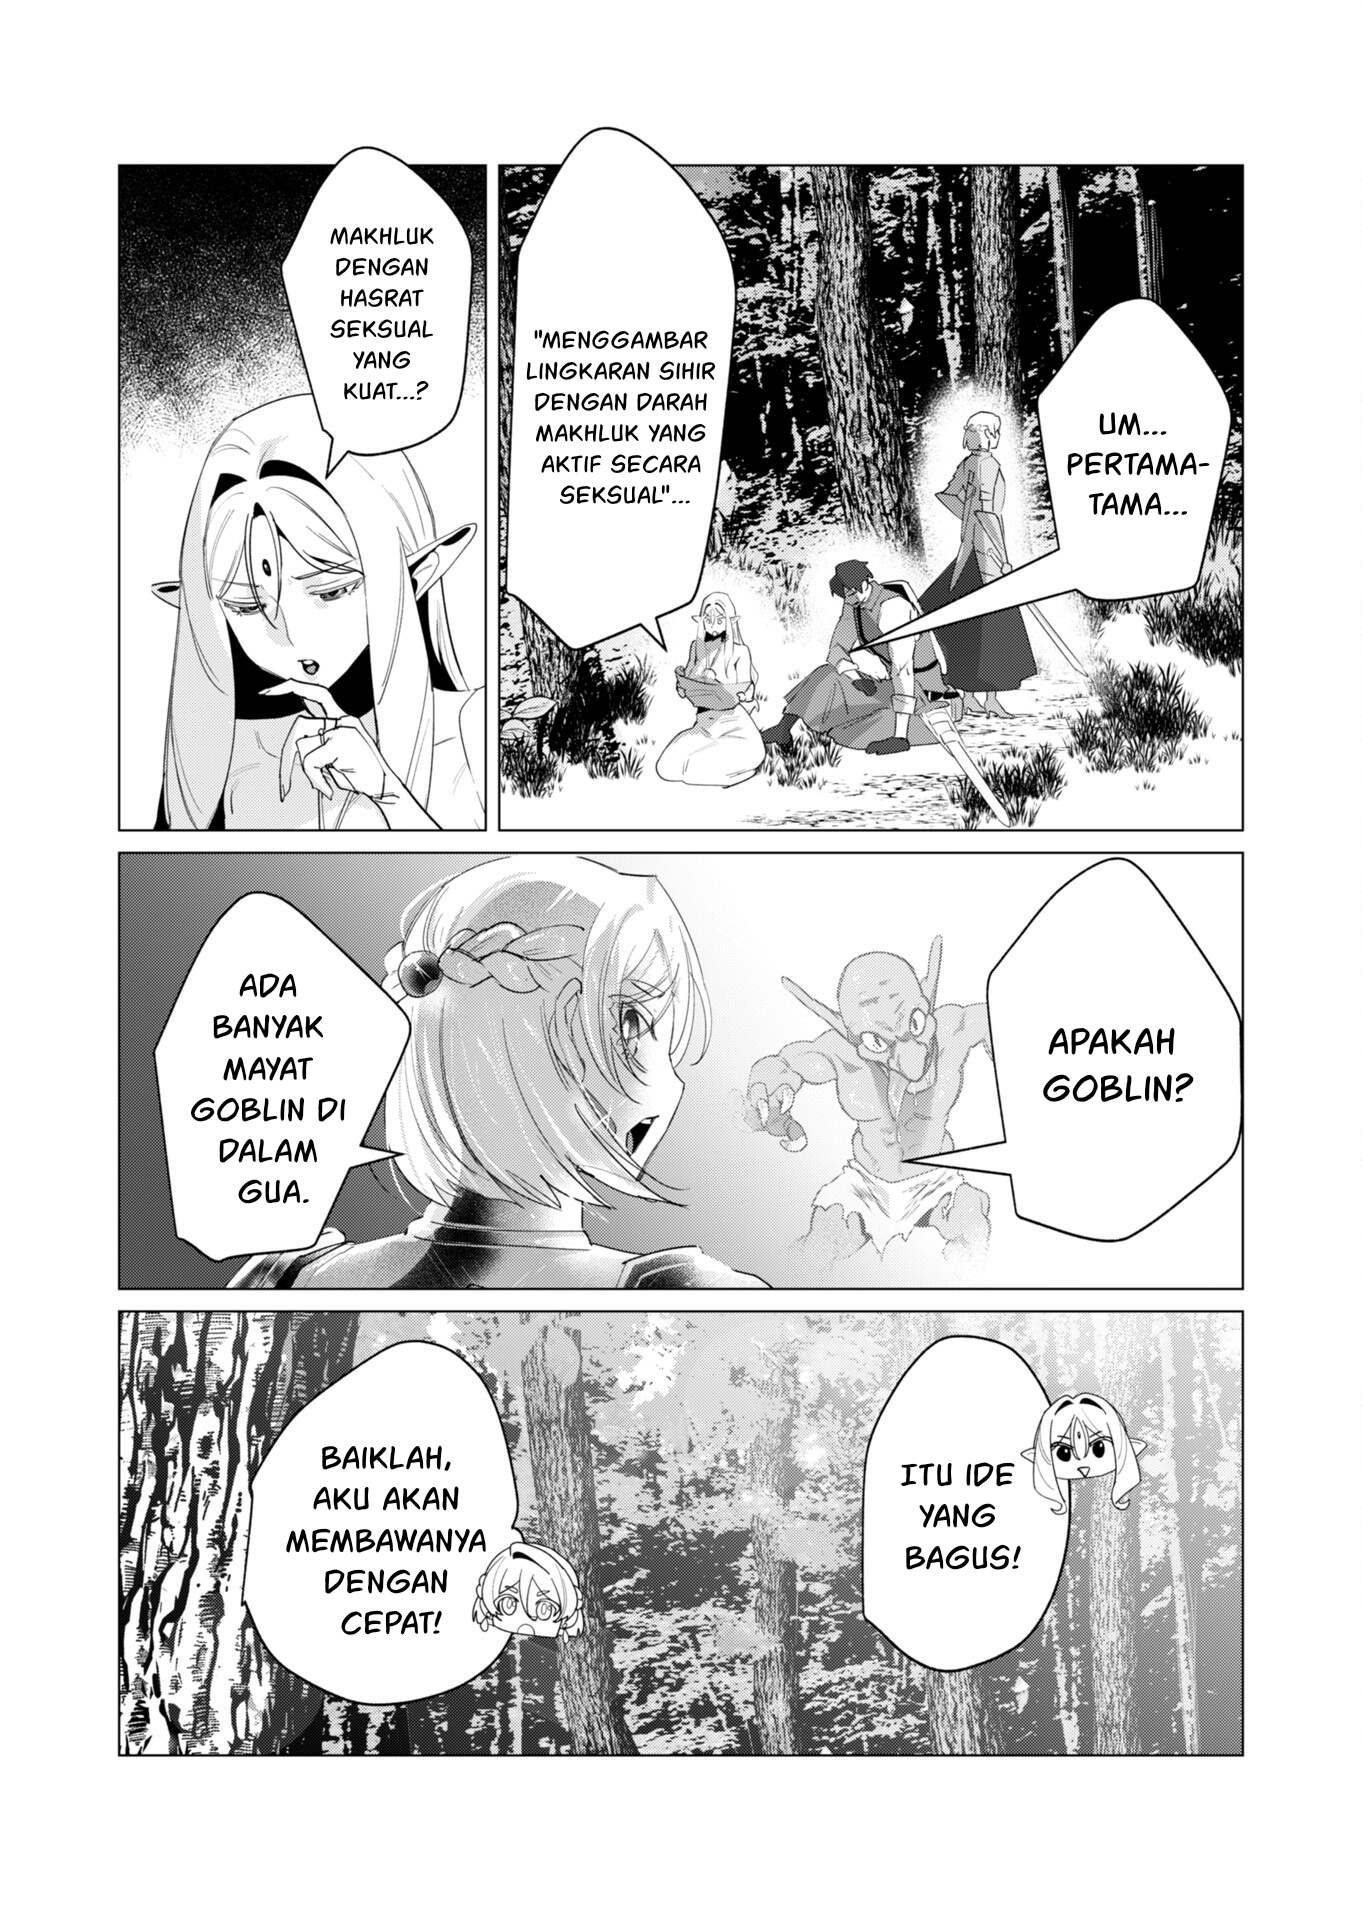 UM...
PERTAMA-
TAMA...
"MENGGAMBAR
LINGKARAN SIHIR
DENGAN DARAH
MAKHLUK YANG
AKTIF SECARA
SEKSUAL"...
MAKHLUK
DENGAN
HASRAT
SEKSUAL
YANG
KUAT...?
APAKAH
GOBLIN?
ADA
BANYAK
MAYAT
GOBLIN DI
DALAM
GUA.
ITU IDE
YANG
BAGUS!
BAIKLAH,
AKU AKAN
MEMBAWANYA
DENGAN
CEPAT!